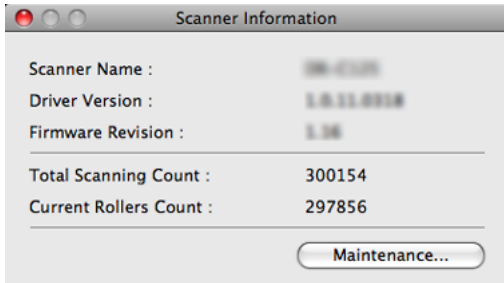 Scanner Information
Scanner Name :
Driver Version :
Firmware Revision :
Total Scanning Count : 300154
Current Rollers Count : 297856
Maintenance...